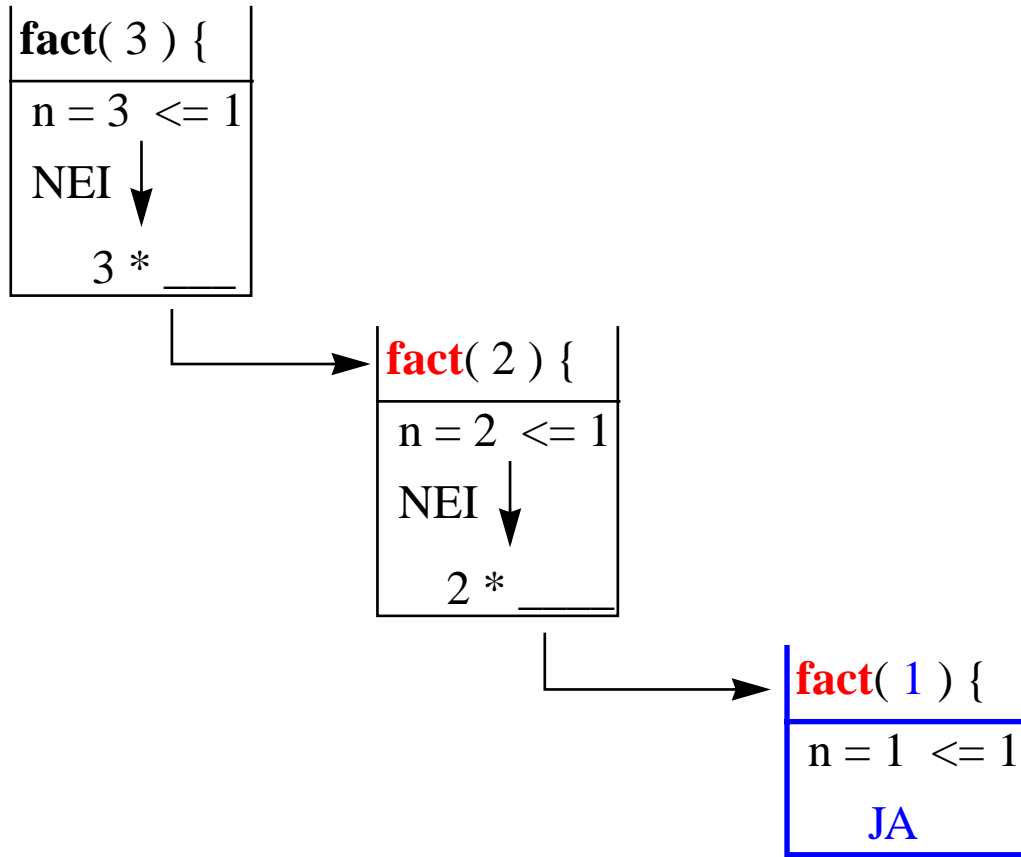 fact( 3 ) {
n = 3 <= 1
NEI
3 * ___
fact( 2 ) {
n = 2 <= 1
NEI
2 * ____
fact( 1 ) {
n = 1 <= 1
JA